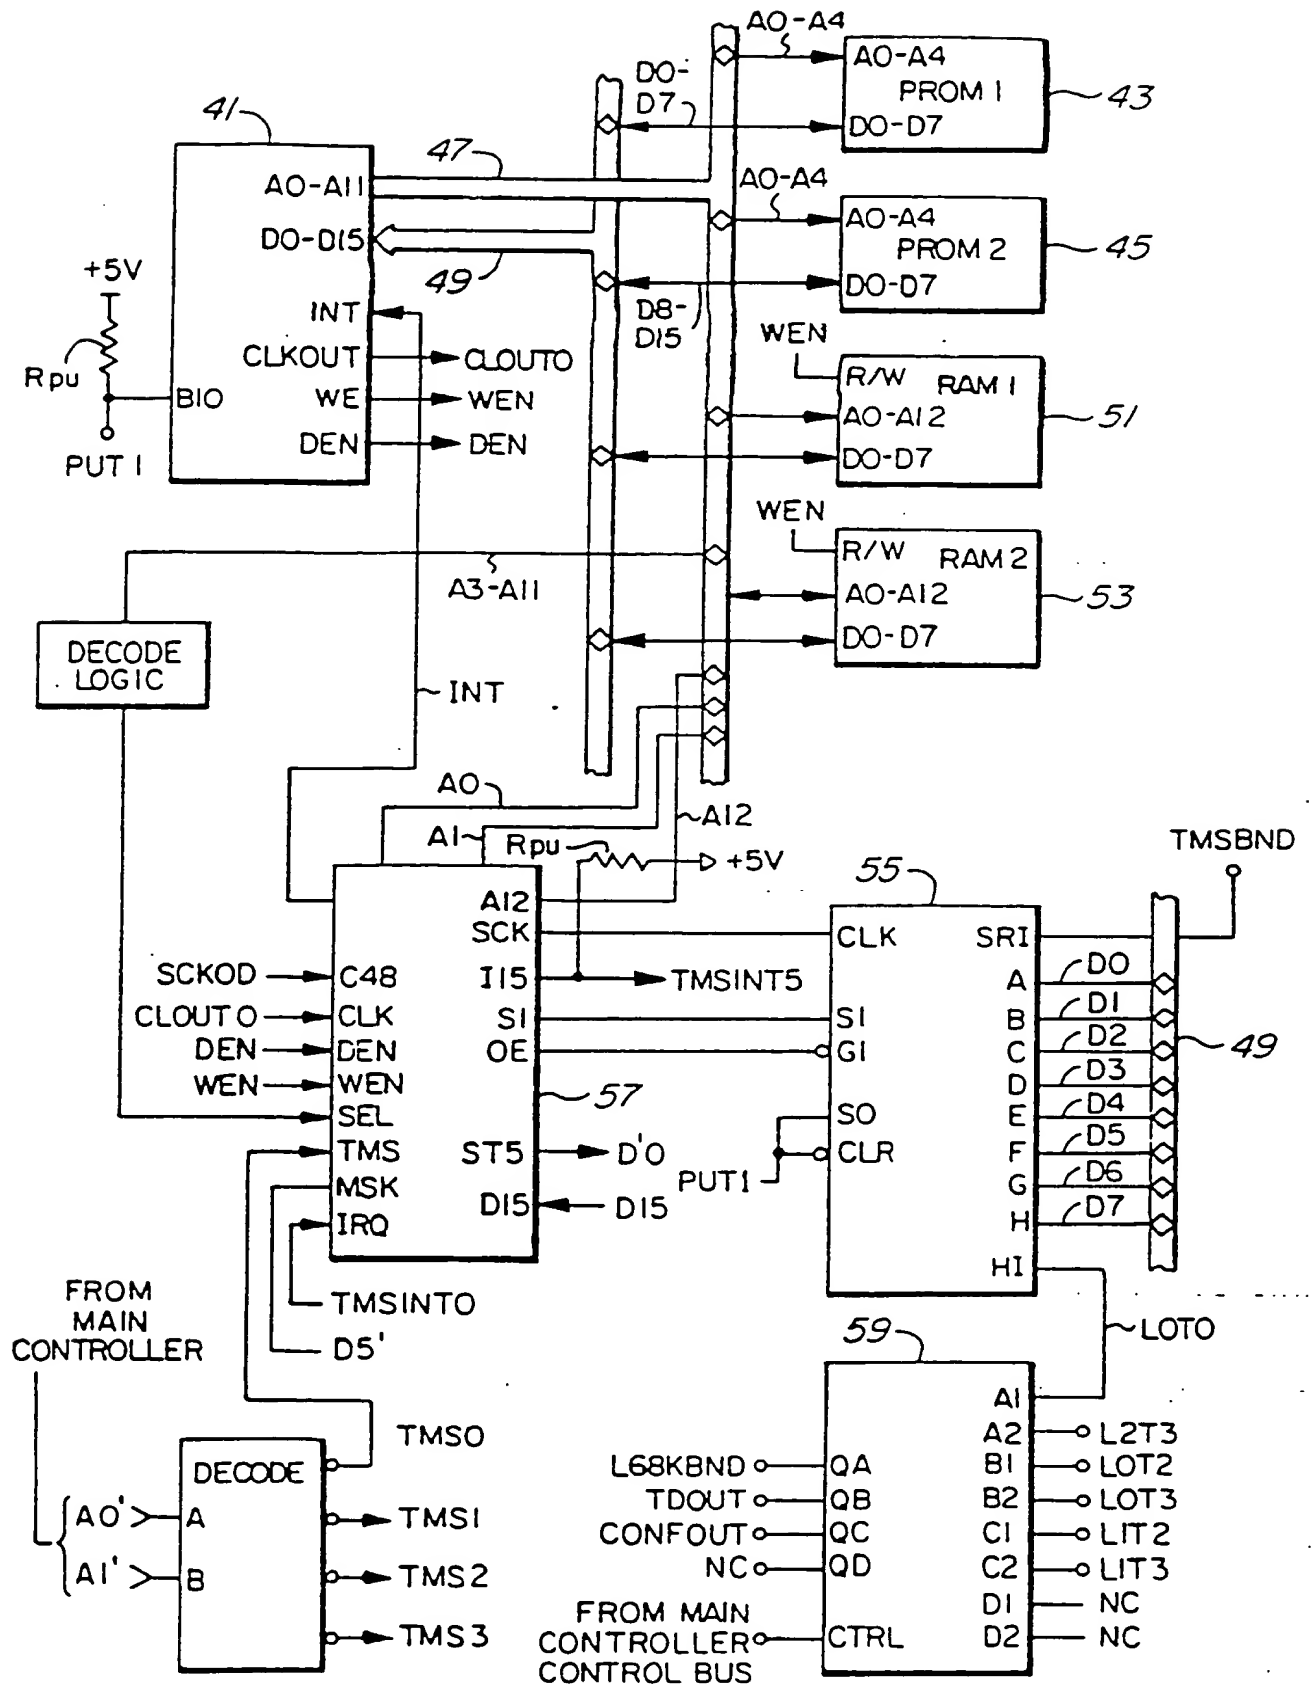 A0-A4
D0-
D7
A0-A4
PROM 1
D0-D7
43
41
47
A0-A11
D0-D15
49
A0-A4
A0-A4
PROM 2
D0-D7
45
D8-
D15
+5V
Rpu
BIO
PUT 1
INT
CLKOUT
CLOUT0
WE
WEN
DEN
DEN
WEN
R/W
RAM 1
A0-A12
D0-D7
51
WEN
R/W
RAM 2
A0-A12
D0-D7
53
A3-A11
DECODE
LOGIC
INT
A0
A1
A12
Rpu
+5V
TMSBND
55
A12
SCK
CLK
SRI
SCKOD
C48
I15
TMSINT5
A
D0
CLOUT0
CLK
SI
SI
B
D1
DEN
DEN
OE
G1
C
D2
49
WEN
WEN
57
D
D3
SEL
SO
E
D4
TMS
ST5
D'0
CLR
F
D5
MSK
PUT1
G
D6
IRQ
D15
D15
H
D7
HI
TMSINT0
D5'
FROM
MAIN
CONTROLLER
59
LOT0
A1
TMS0
A2
L2T3
DECODE
L68KBND
QA
B1
LOT2
A0'
A
TMS1
TDOUT
QB
B2
LOT3
CONFOUT
QC
C1
LIT2
A1'
B
TMS2
NC
QD
C2
LIT3
D1
NC
TMS3
FROM MAIN
CONTROLLER
CONTROL BUS
CTRL
D2
NC